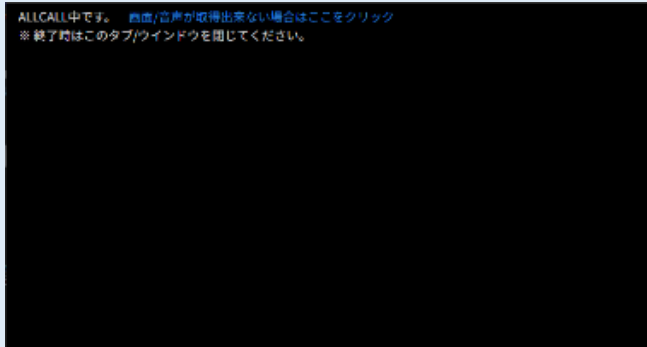 ALLCALL中です。 画面/音声が取得出来ない場合はここをクリック
※ 終了時はこのタブ/ウインドウを閉じてください。